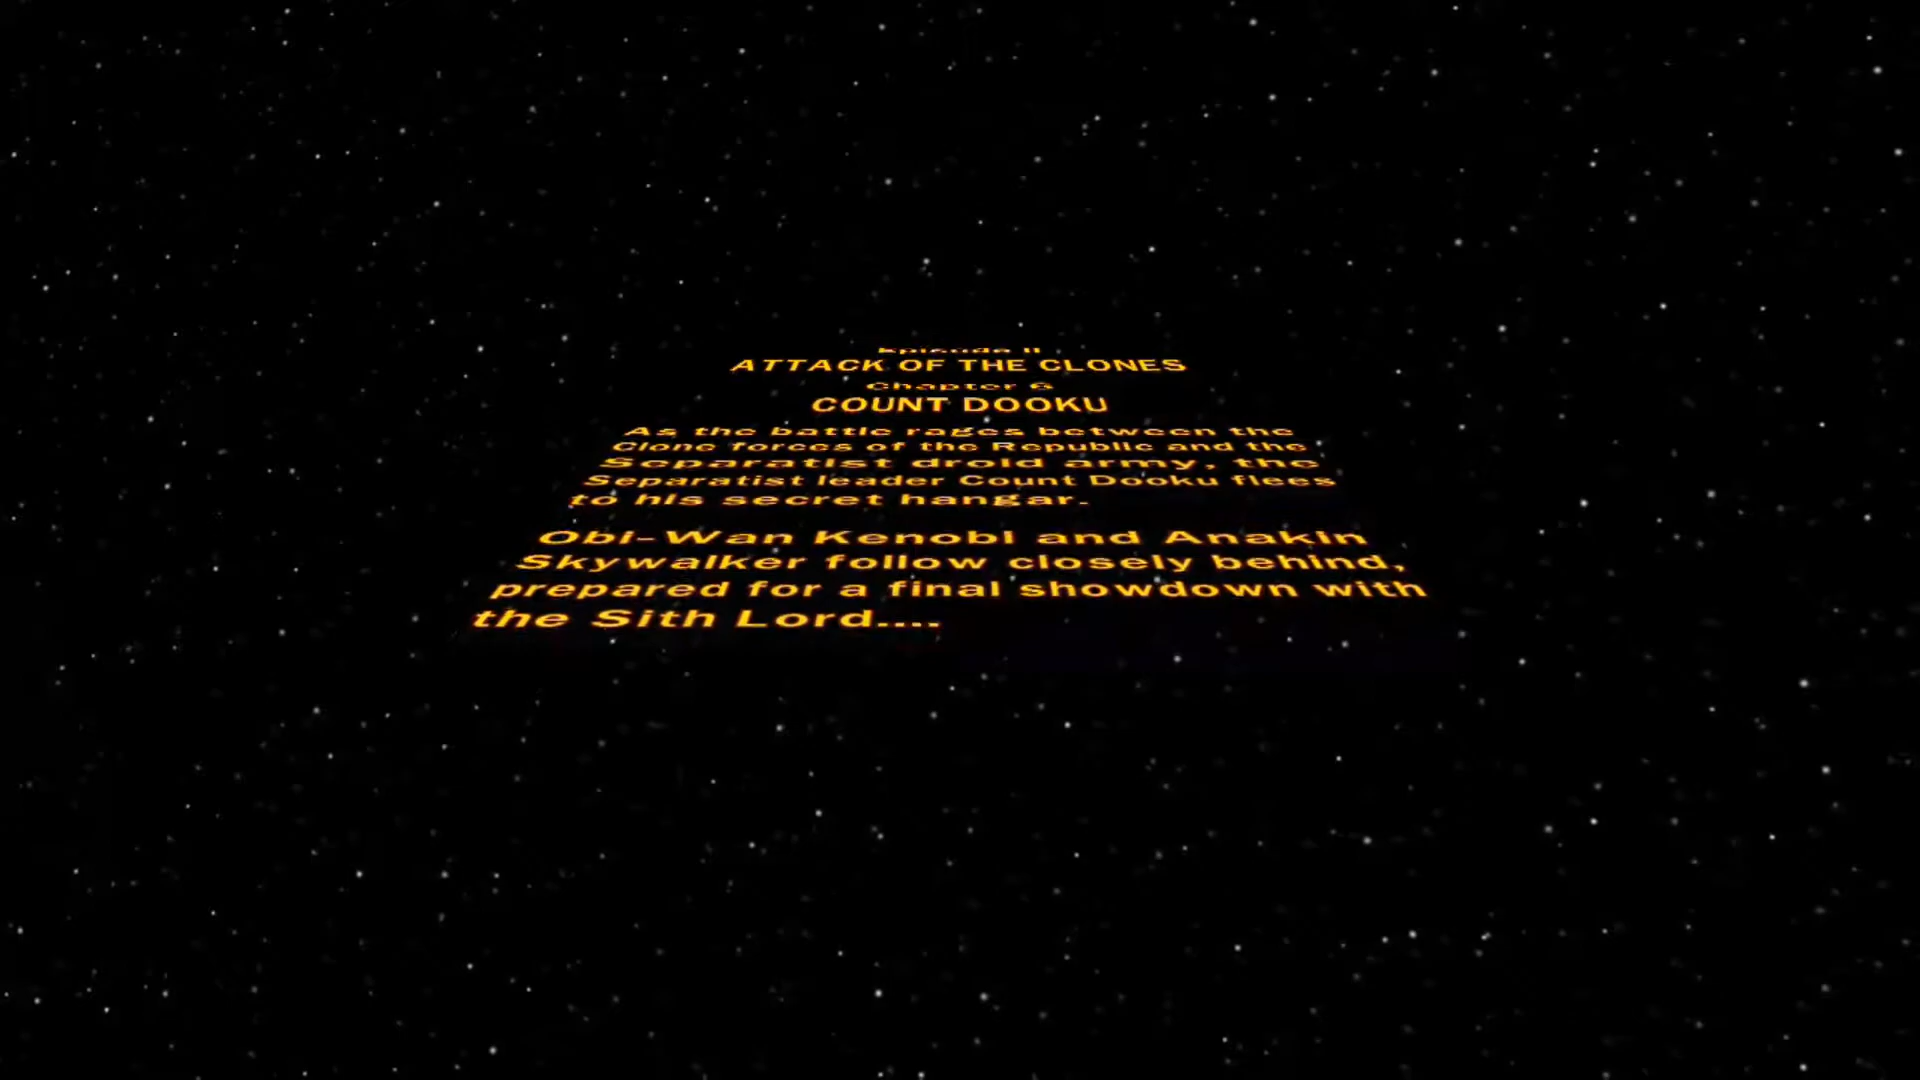 Episode II
ATTACK OF THE CLONES
Chapter 6
COUNT DOOKU
As the battle rages between the
Clone forces of the Republic and the
Separatist droid army, the
Separatist leader Count Dooku flees
to his secret hangar.
Obi-Wan Kenobi and Anakin
Skywalker follow closely behind,
prepared for a final showdown with
the Sith Lord....